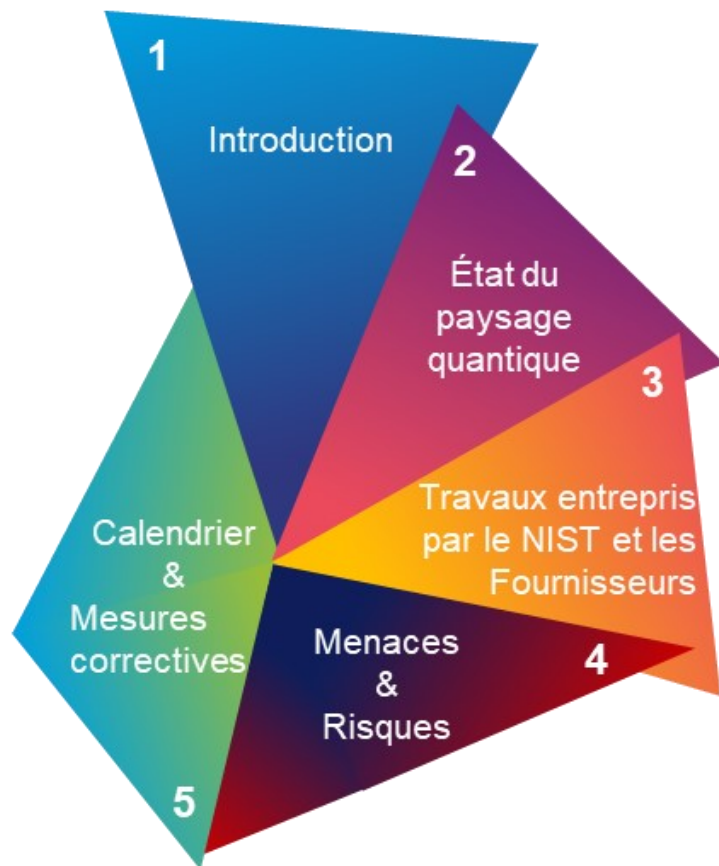 1
Introduction
2
État du
paysage
quantique
3
Travaux entrepris
par le NIST et les
Fournisseurs
4
Menaces
&
Risques
5
Calendrier
&
Mesures
correctives